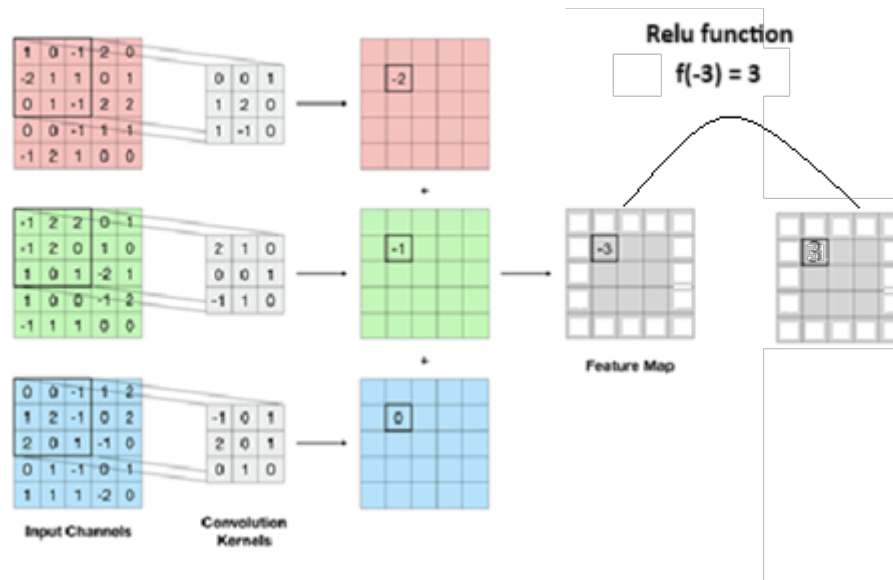 1 0 -1 2 0
-2 1 1 0 1
0 1 -1 2 2
0 0 -1 1 1
-1 2 1 0 0
0 0 1
1 2 0
1 -1 0
-2
+
-1 2 2 0 1
-1 2 0 1 0
1 0 1 -2 1
1 0 0 -1 2
-1 1 1 0 0
2 1 0
0 0 1
-1 1 0
-1
+
0 0 -1 1 2
1 2 -1 0 2
2 0 1 -1 0
0 1 -1 0 1
1 1 1 -2 0
-1 0 1
2 0 1
0 1 0
0
Input Channels
Convolution
Kernels
Relu function
f(-3) = 3
-3
3
Feature Map